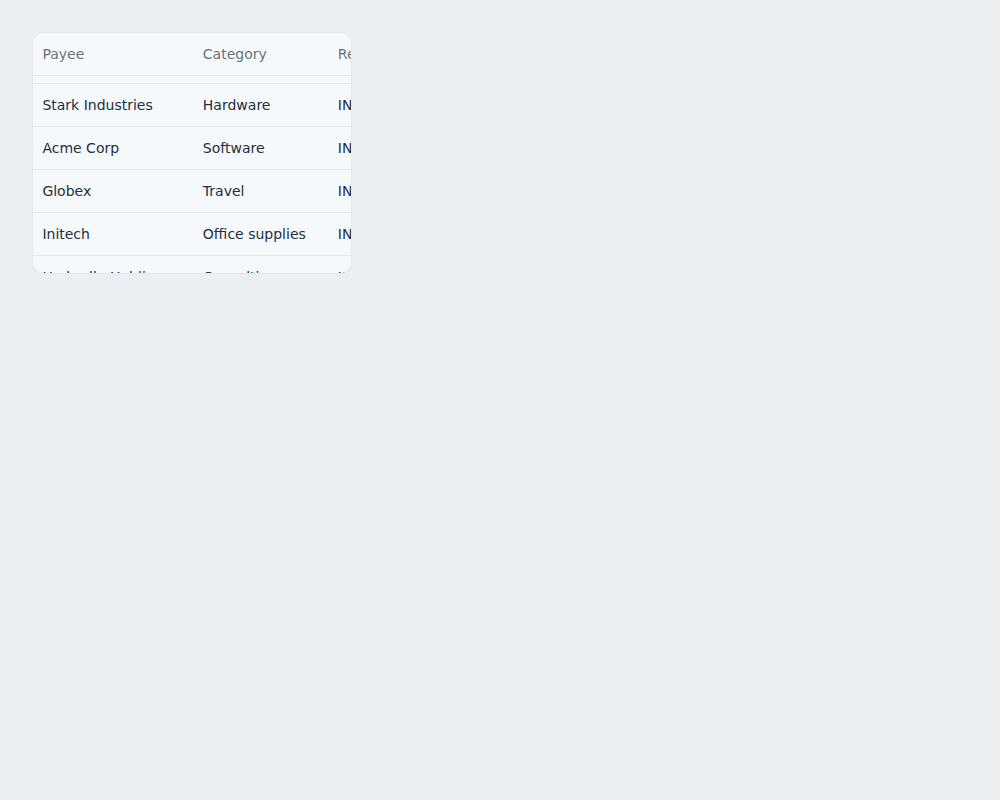 Payee Category
Stark Industries Hardware
Acme Corp Software
Globex Travel
Initech Office supplies